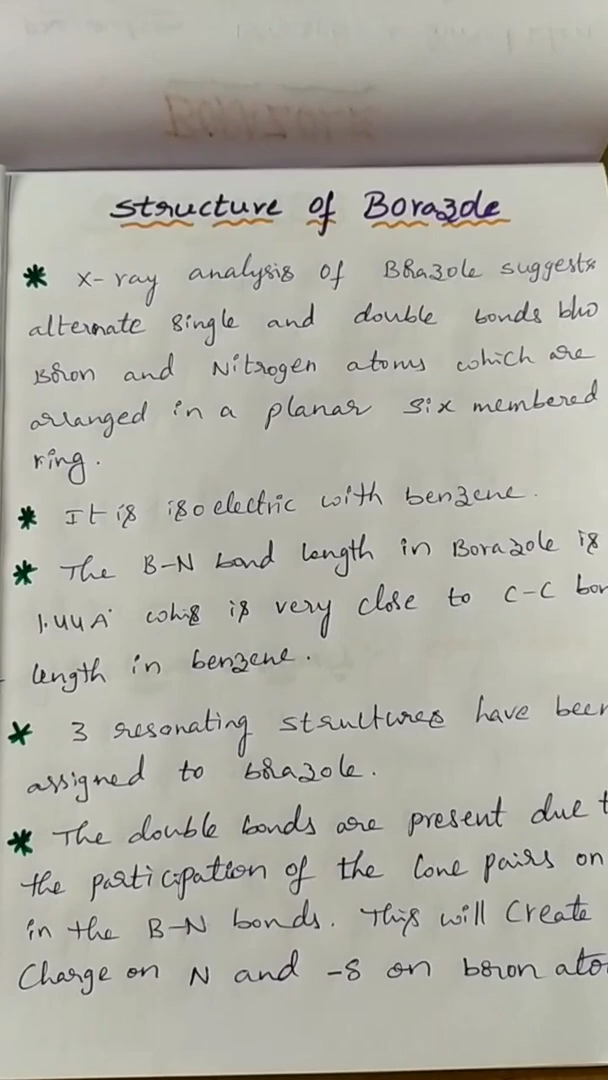 Structure of Borazole
* X-ray analysis of BRazole suggests
alternate single and double bonds b/w
Boron and Nitrogen atoms which are
arranged in a planar six membered
ring.
* It is isoelectric with benzene.
* The B-N bond length in Borazole is
1.44A° which is very close to C-C bon
length in benzene.
* 3 resonating structures have been
assigned to borazole.
* The double bonds are present due t
the participation of the lone pairs on
in the B-N bonds. This will Create
Charge on N and -δ on boron ato